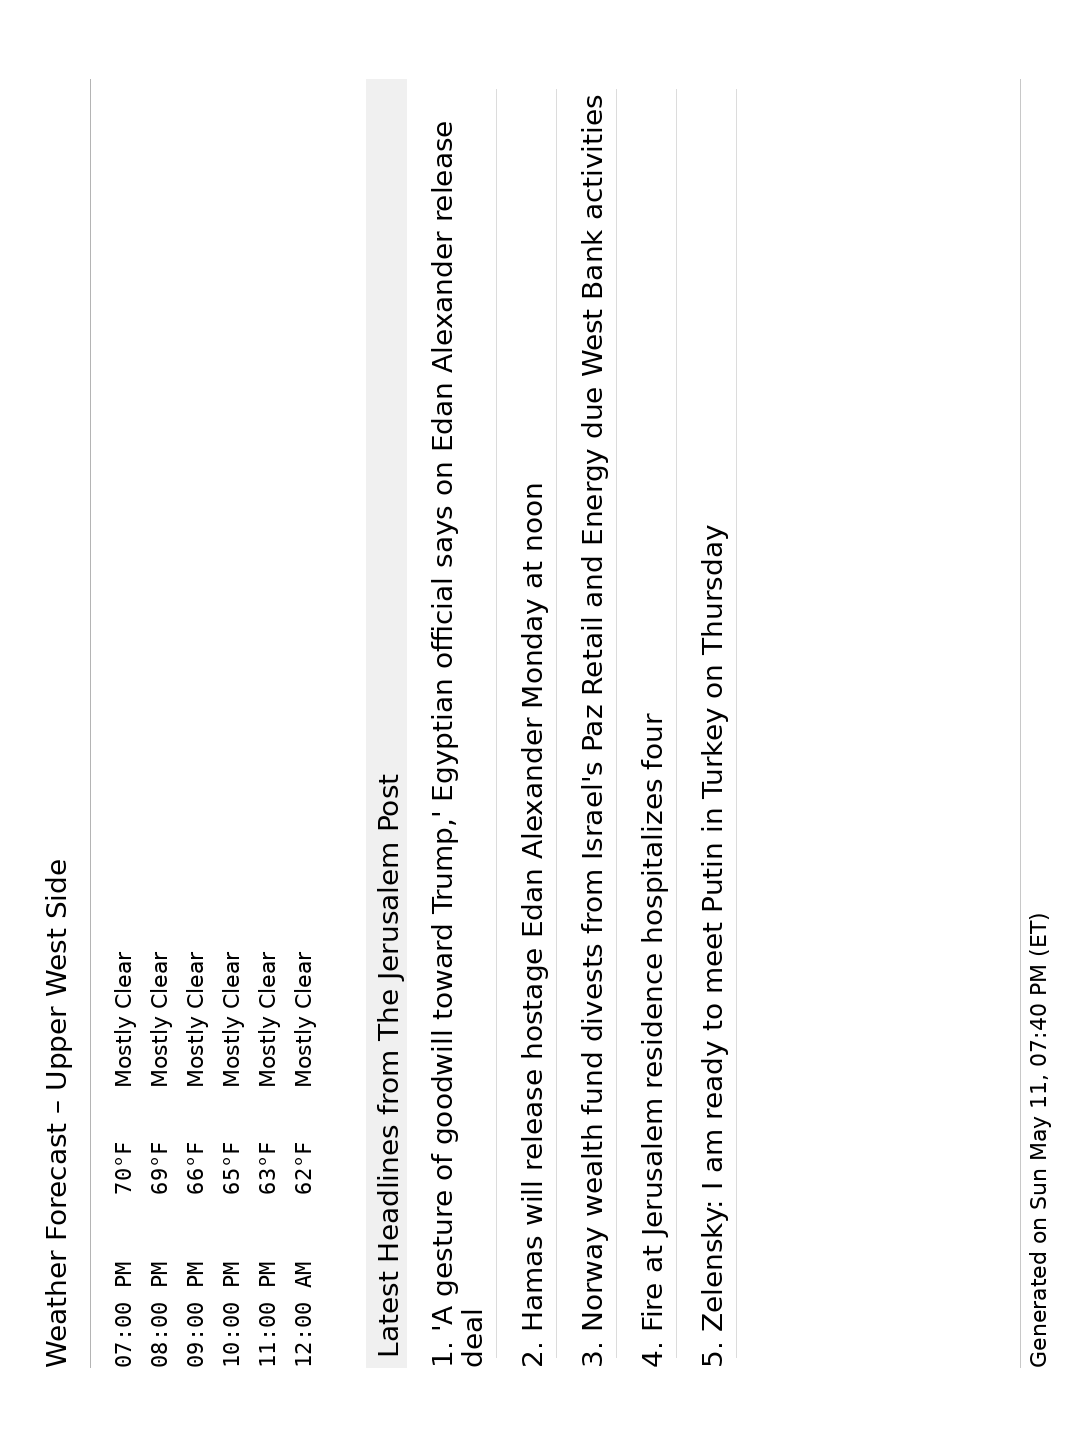 Weather Forecast – Upper West Side
07:00 PM 70°F Mostly Clear
08:00 PM 69°F Mostly Clear
09:00 PM 66°F Mostly Clear
10:00 PM 65°F Mostly Clear
11:00 PM 63°F Mostly Clear
12:00 AM 62°F Mostly Clear
Latest Headlines from The Jerusalem Post
1. 'A gesture of goodwill toward Trump,' Egyptian official says on Edan Alexander release
deal
2. Hamas will release hostage Edan Alexander Monday at noon
3. Norway wealth fund divests from Israel's Paz Retail and Energy due West Bank activities
4. Fire at Jerusalem residence hospitalizes four
5. Zelensky: I am ready to meet Putin in Turkey on Thursday
Generated on Sun May 11, 07:40 PM (ET)